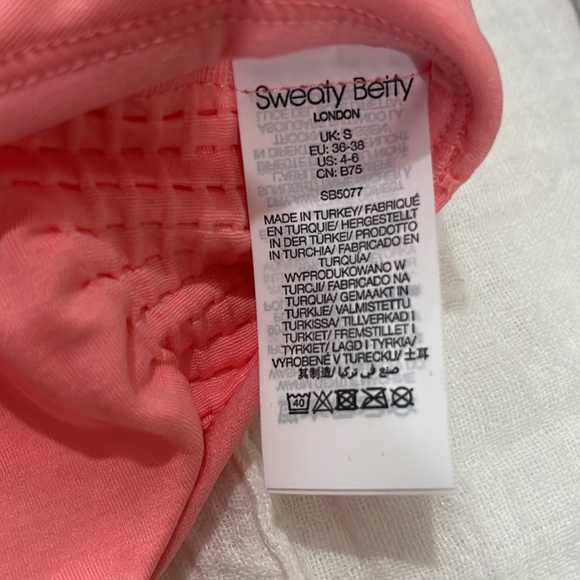 Sweaty Betty
LONDON
UK: S
EU: 36-38
US: 4-6
CN: B75
SB5077
MADE IN TURKEY/ FABRIQUÉ
EN TURQUIE/ HERGESTELLT
IN DER TÜRKEI/ PRODOTTO
IN TURCHIA/ FABRICADO EN
TURQUÍA/
WYPRODUKOWANO W
TURCJI/ FABRICADO NA
TURQUIA/ GEMAAKT IN
TURKIJE/ VALMISTETTU
TURKISSA/ TILLVERKAD I
TURKIET/ FREMSTILLET I
TYRKIET/ LAGD I TYRKIA/
VYROBENÉ V TURECKU/ 土耳
其制造/ صنع في تركيا
40